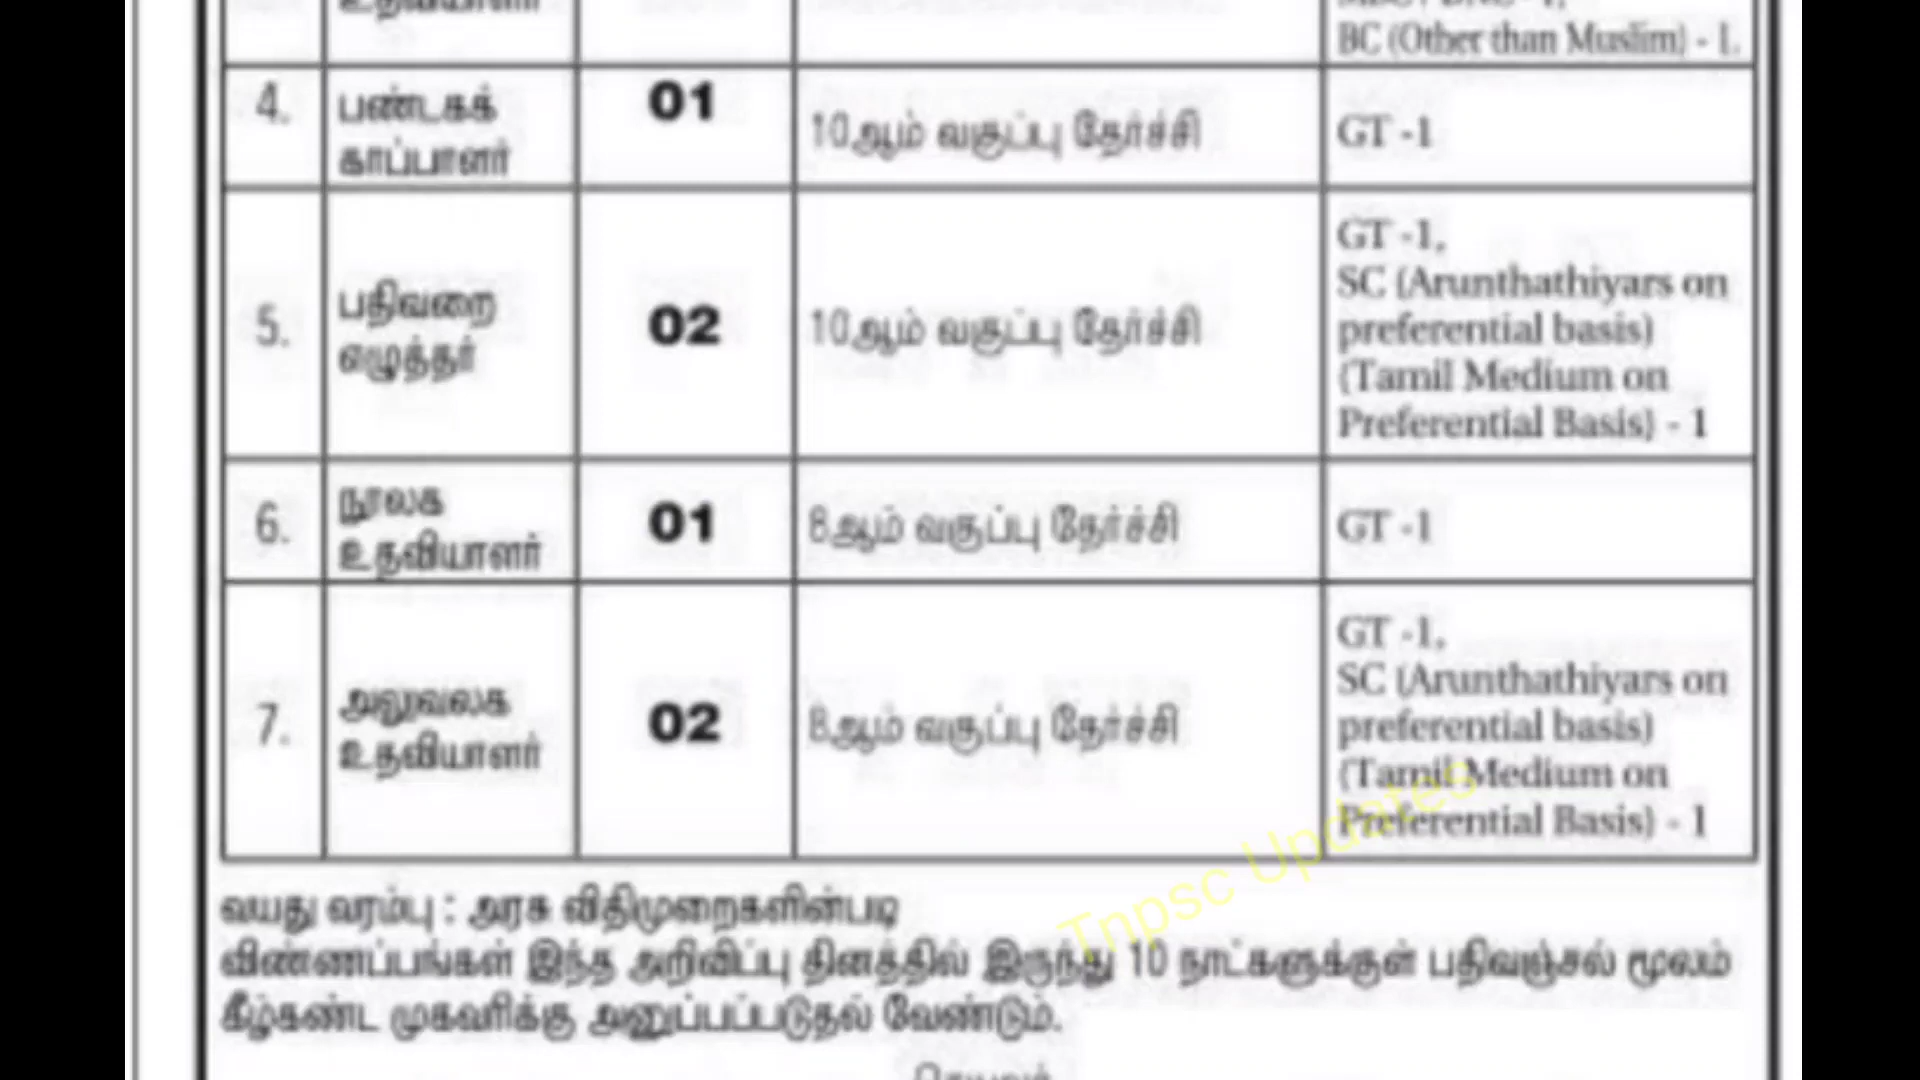 உதவியாளர்
BC (Other than Muslim) - 1.
4.
பண்டகக்
காப்பாளர்
01
10ஆம் வகுப்பு தேர்ச்சி
GT -1
5.
பதிவறை
எழுத்தர்
02
10ஆம் வகுப்பு தேர்ச்சி
GT -1,
SC (Arunthathiyars on
preferential basis)
(Tamil Medium on
Preferential Basis) - 1
6.
நூலக
உதவியாளர்
01
8ஆம் வகுப்பு தேர்ச்சி
GT -1
7.
அலுவலக
உதவியாளர்
02
8ஆம் வகுப்பு தேர்ச்சி
GT -1,
SC (Arunthathiyars on
preferential basis)
(Tamil Medium on
Preferential Basis) - 1
Tnpsc Updates
வயது வரம்பு : அரசு விதிமுறைகளின்படி
விண்ணப்பங்கள் இந்த அறிவிப்பு தினத்தில் இருந்து 10 நாட்களுக்குள் பதிவஞ்சல் மூலம்
கீழ்கண்ட முகவரிக்கு அனுப்பப்படுதல் வேண்டும்.